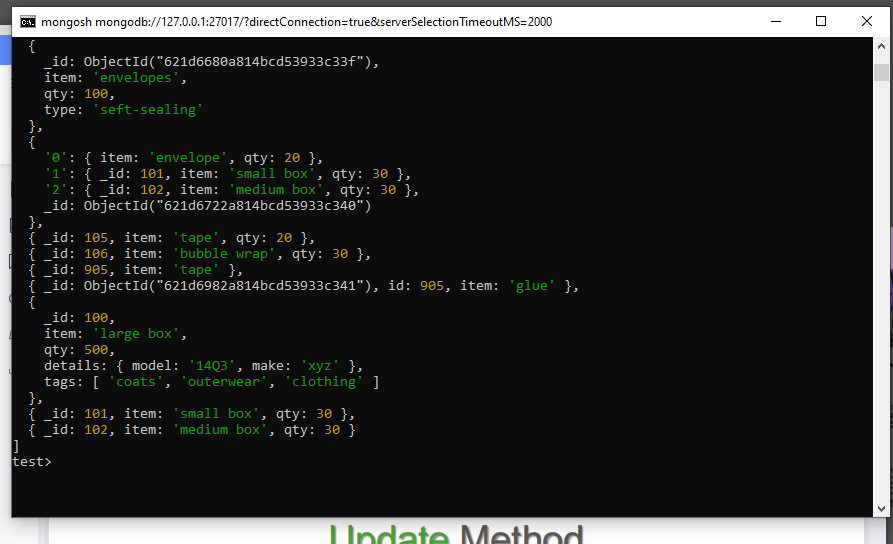 mongosh mongodb://127.0.0.1:27017/?directConnection=true&serverSelectionTimeoutMS=2000
{
_id: ObjectId("621d6680a814bcd53933c33f"),
item: 'envelopes',
qty: 100,
type: 'seft-sealing'
},
{
'0': { item: 'envelope', qty: 20 },
'1': { _id: 101, item: 'small box', qty: 30 },
'2': { _id: 102, item: 'medium box', qty: 30 },
_id: ObjectId("621d6722a814bcd53933c340")
},
{ _id: 105, item: 'tape', qty: 20 },
{ _id: 106, item: 'bubble wrap', qty: 30 },
{ _id: 905, item: 'tape' },
{ _id: ObjectId("621d6982a814bcd53933c341"), id: 905, item: 'glue' },
{
_id: 100,
item: 'large box',
qty: 500,
details: { model: '14Q3', make: 'xyz' },
tags: [ 'coats', 'outerwear', 'clothing' ]
},
{ _id: 101, item: 'small box', qty: 30 },
{ _id: 102, item: 'medium box', qty: 30 }
]
test>
Update Method